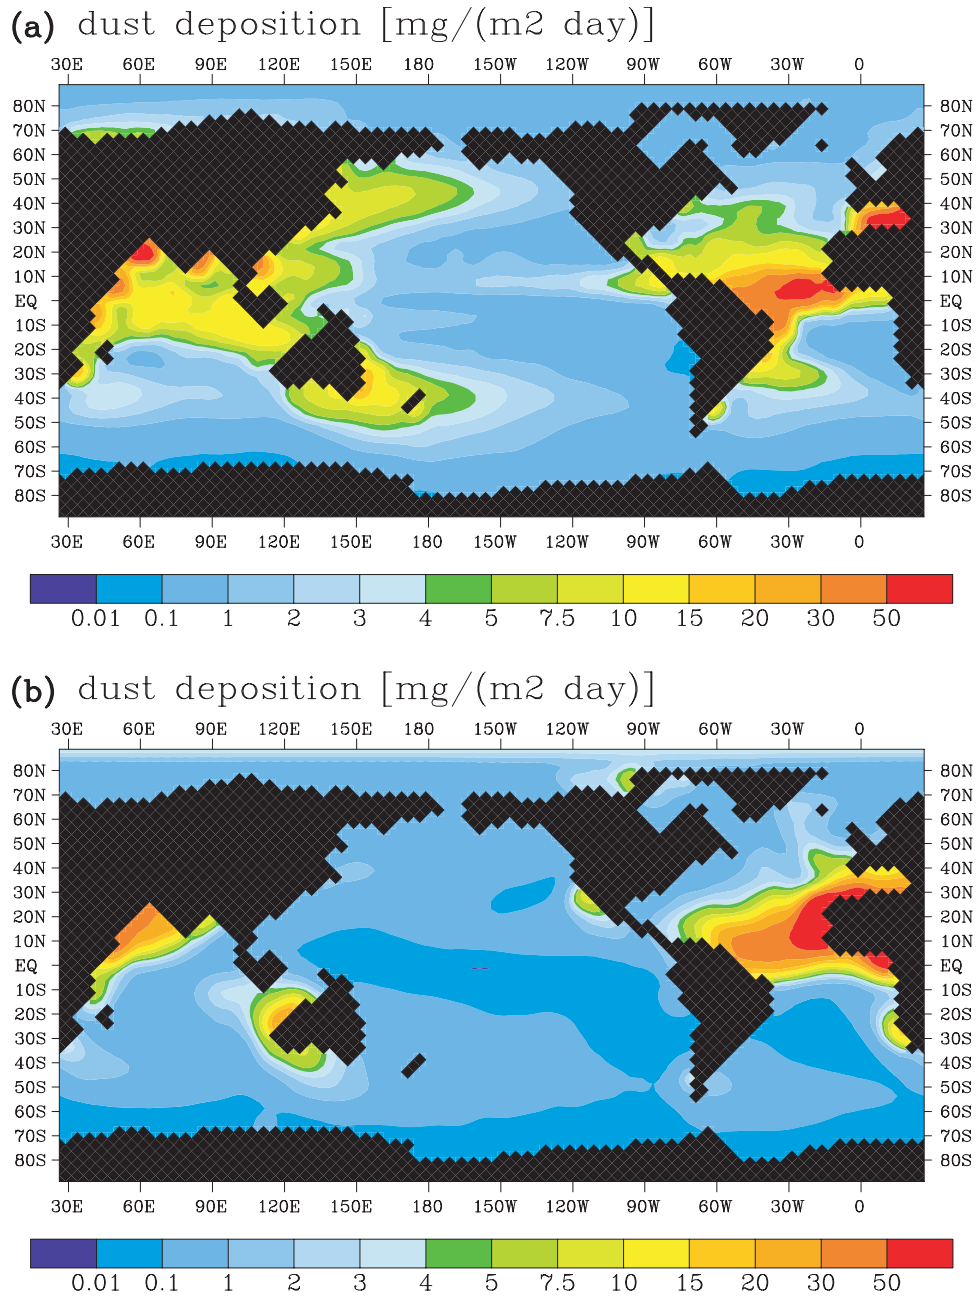 (a) dust deposition [mg/(m2 day)]
30E 60E 90E 120E 150E 180 150W 120W 90W 60W 30W 0
80N 80N
70N 70N
60N 60N
50N 50N
40N 40N
30N 30N
20N 20N
10N 10N
EQ EQ
10S 10S
20S 20S
30S 30S
40S 40S
50S 50S
60S 60S
70S 70S
80S 80S
30E 60E 90E 120E 150E 180 150W 120W 90W 60W 30W 0
0.01 0.1 1 2 3 4 5 7.5 10 15 20 30 50
(b) dust deposition [mg/(m2 day)]
30E 60E 90E 120E 150E 180 150W 120W 90W 60W 30W 0
80N 80N
70N 70N
60N 60N
50N 50N
40N 40N
30N 30N
20N 20N
10N 10N
EQ EQ
10S 10S
20S 20S
30S 30S
40S 40S
50S 50S
60S 60S
70S 70S
80S 80S
30E 60E 90E 120E 150E 180 150W 120W 90W 60W 30W 0
0.01 0.1 1 2 3 4 5 7.5 10 15 20 30 50